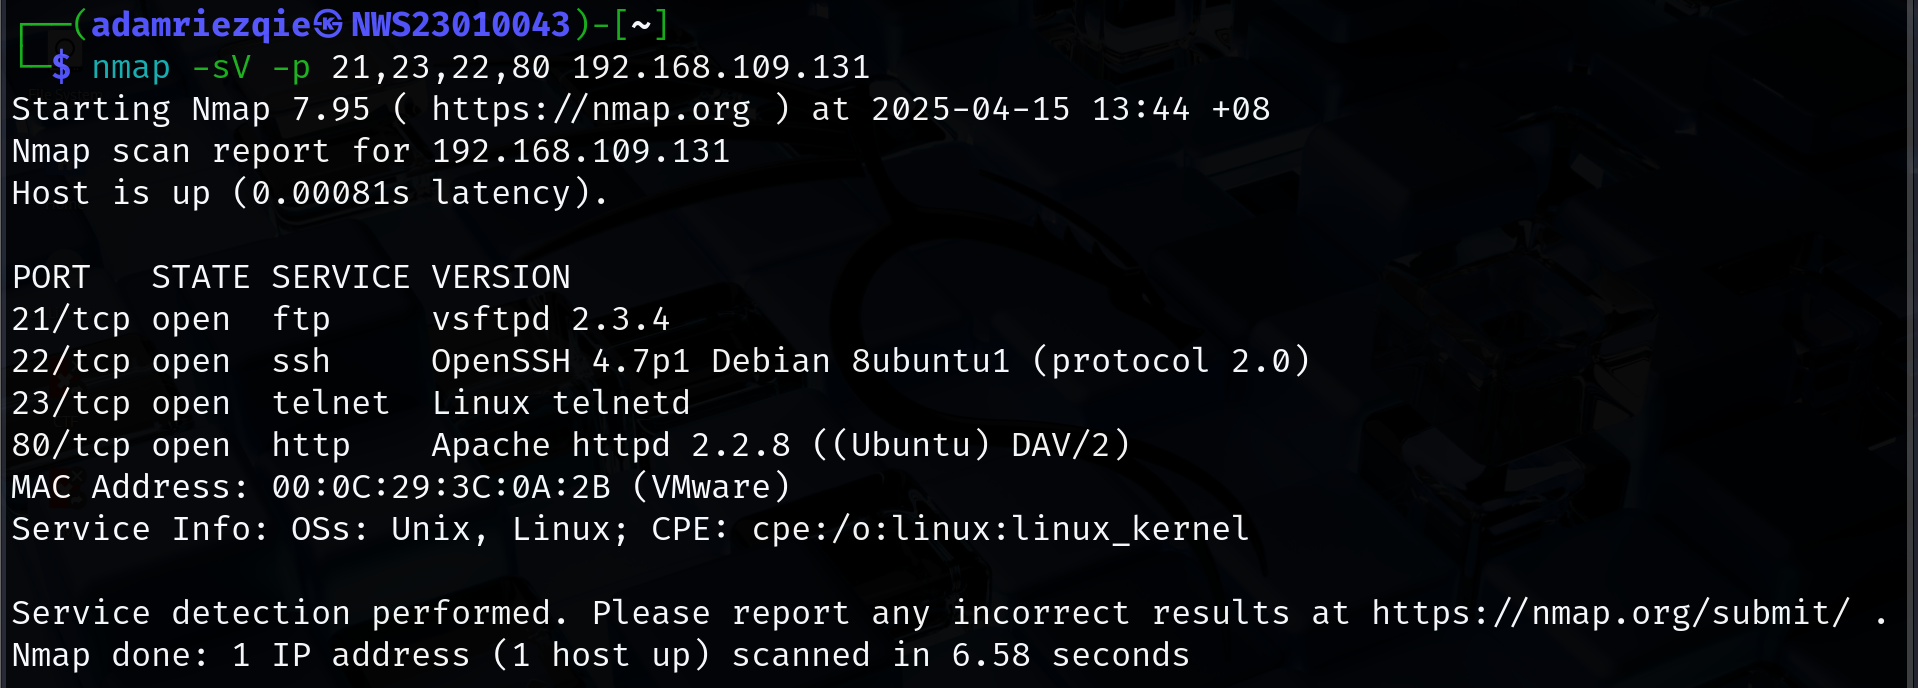 ┌──(adamriezqie㉿NWS23010043)-[~]
└─$ nmap -sV -p 21,23,22,80 192.168.109.131
Starting Nmap 7.95 ( https://nmap.org ) at 2025-04-15 13:44 +08
Nmap scan report for 192.168.109.131
Host is up (0.00081s latency).

PORT   STATE SERVICE VERSION
21/tcp open  ftp     vsftpd 2.3.4
22/tcp open  ssh     OpenSSH 4.7p1 Debian 8ubuntu1 (protocol 2.0)
23/tcp open  telnet  Linux telnetd
80/tcp open  http    Apache httpd 2.2.8 ((Ubuntu) DAV/2)
MAC Address: 00:0C:29:3C:0A:2B (VMware)
Service Info: OSs: Unix, Linux; CPE: cpe:/o:linux:linux_kernel

Service detection performed. Please report any incorrect results at https://nmap.org/submit/ .
Nmap done: 1 IP address (1 host up) scanned in 6.58 seconds